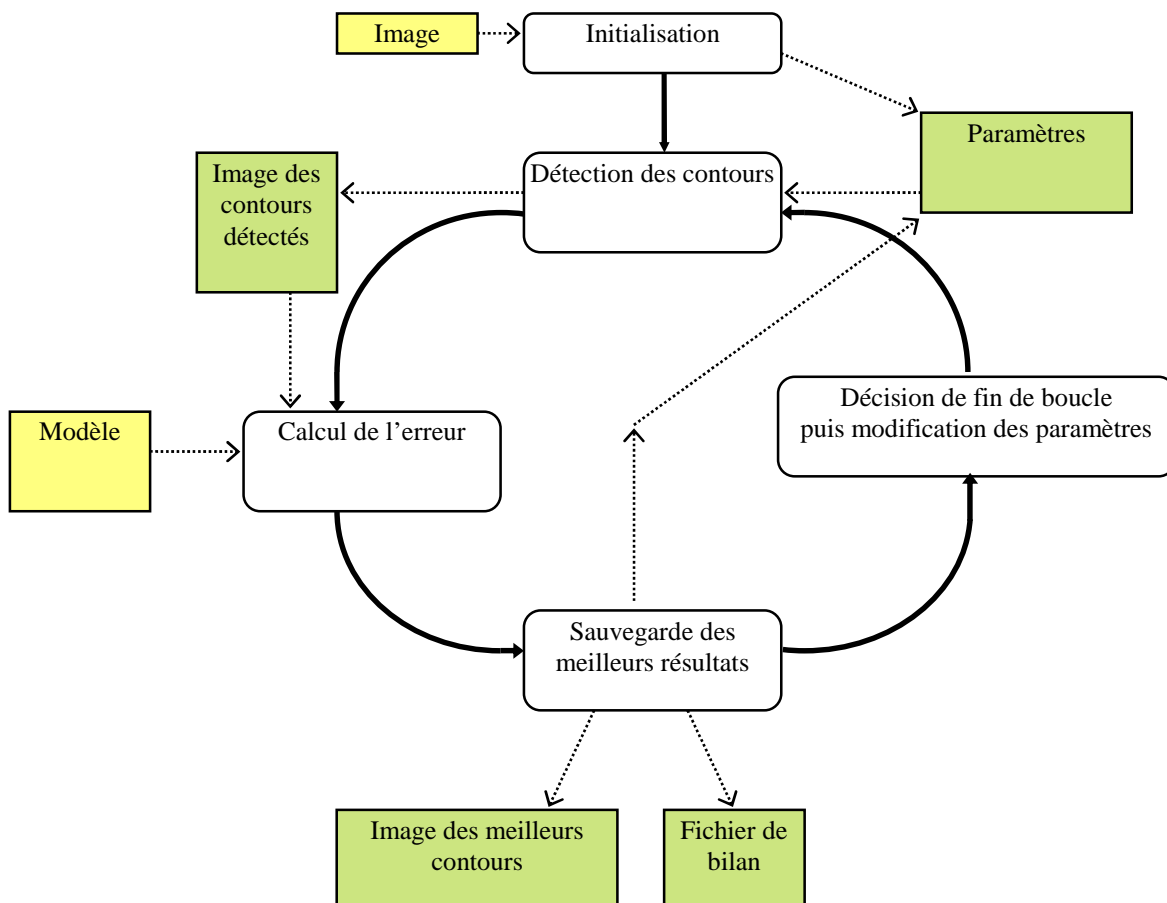 Image
Initialisation
Paramètres
Image des
contours
détectés
Détection des contours
Décision de fin de boucle
puis modification des paramètres
Modèle
Calcul de l’erreur
Sauvegarde des
meilleurs résultats
Image des meilleurs
contours
Fichier de
bilan